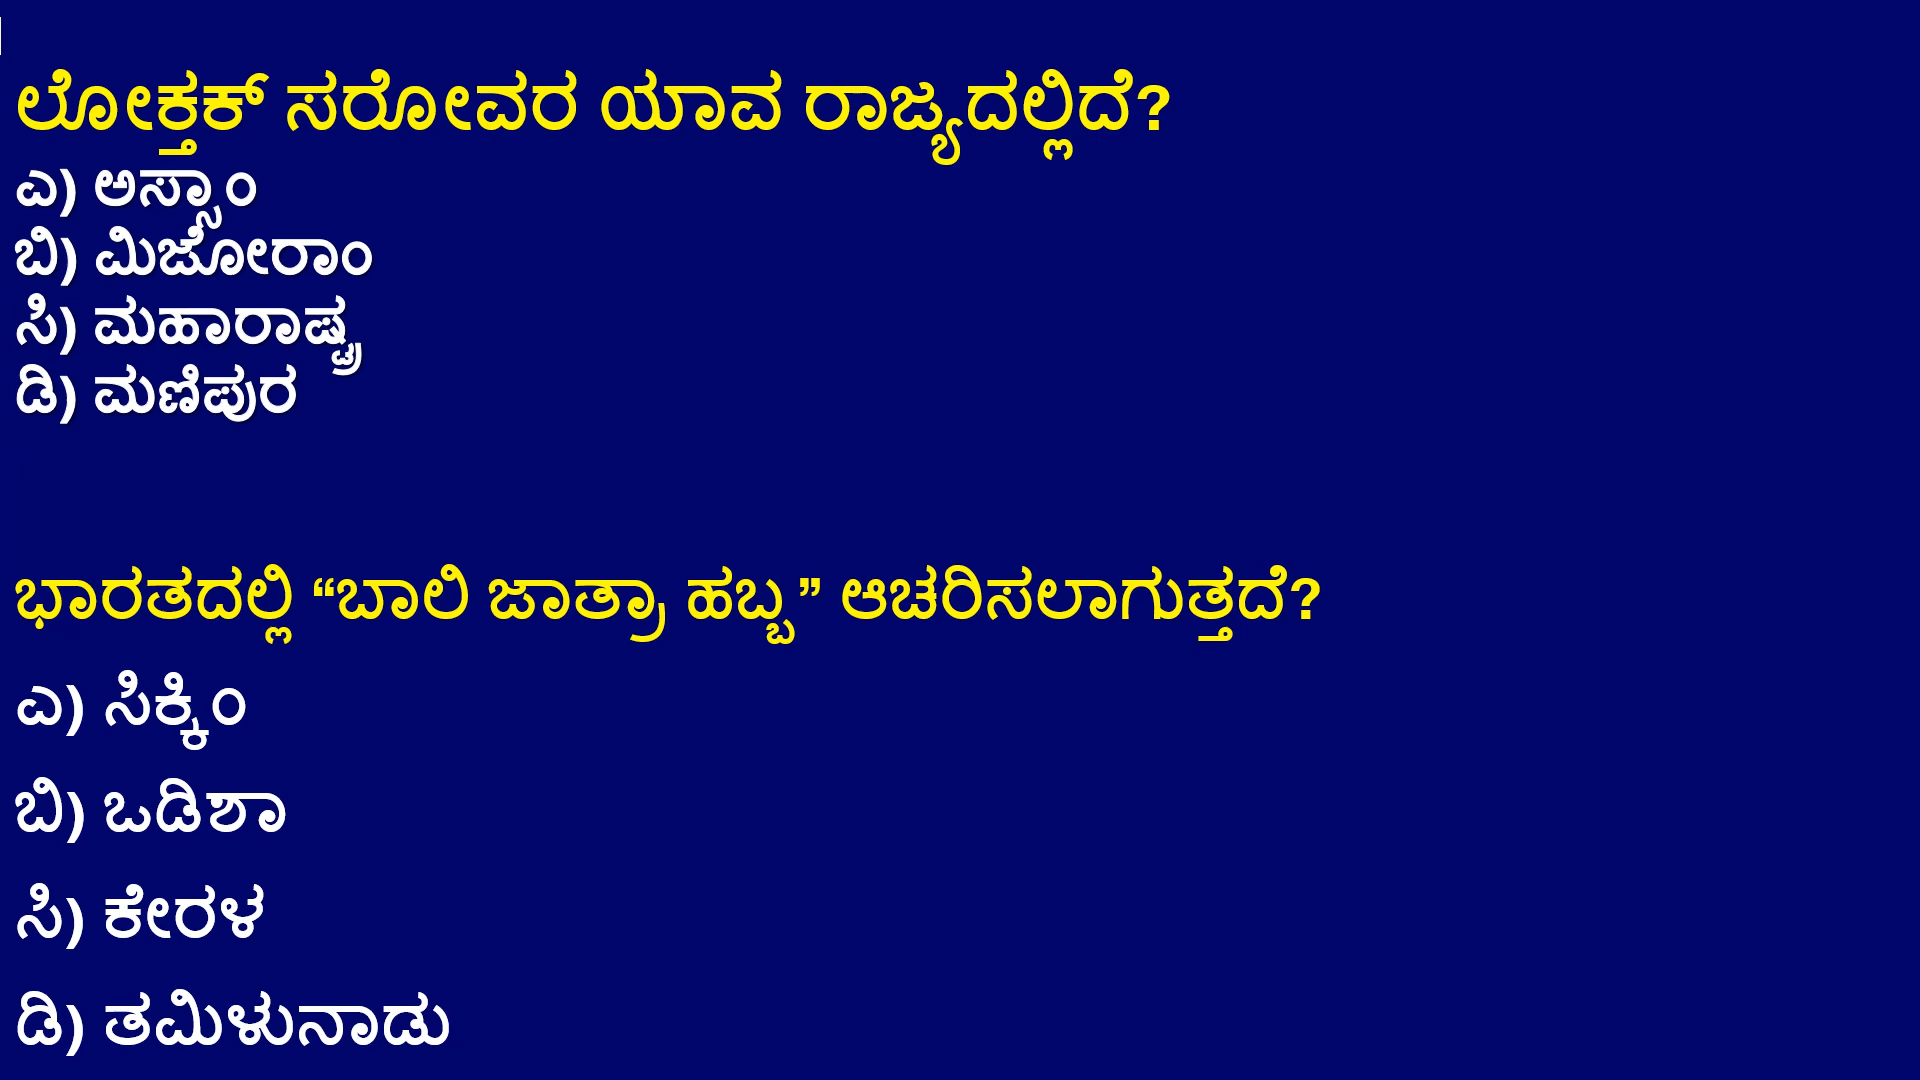 ಲೋಕ್ತಕ್ ಸರೋವರ ಯಾವ ರಾಜ್ಯದಲ್ಲಿದೆ?
ಎ) ಅಸ್ಸಾಂ
ಬಿ) ಮಿಜೋರಾಂ
ಸಿ) ಮಹಾರಾಷ್ಟ್ರ
ಡಿ) ಮಣಿಪುರ
ಭಾರತದಲ್ಲಿ “ಬಾಲಿ ಜಾತ್ರಾ ಹಬ್ಬ” ಆಚರಿಸಲಾಗುತ್ತದೆ?
ಎ) ಸಿಕ್ಕಿಂ
ಬಿ) ಒಡಿಶಾ
ಸಿ) ಕೇರಳ
ಡಿ) ತಮಿಳುನಾಡು